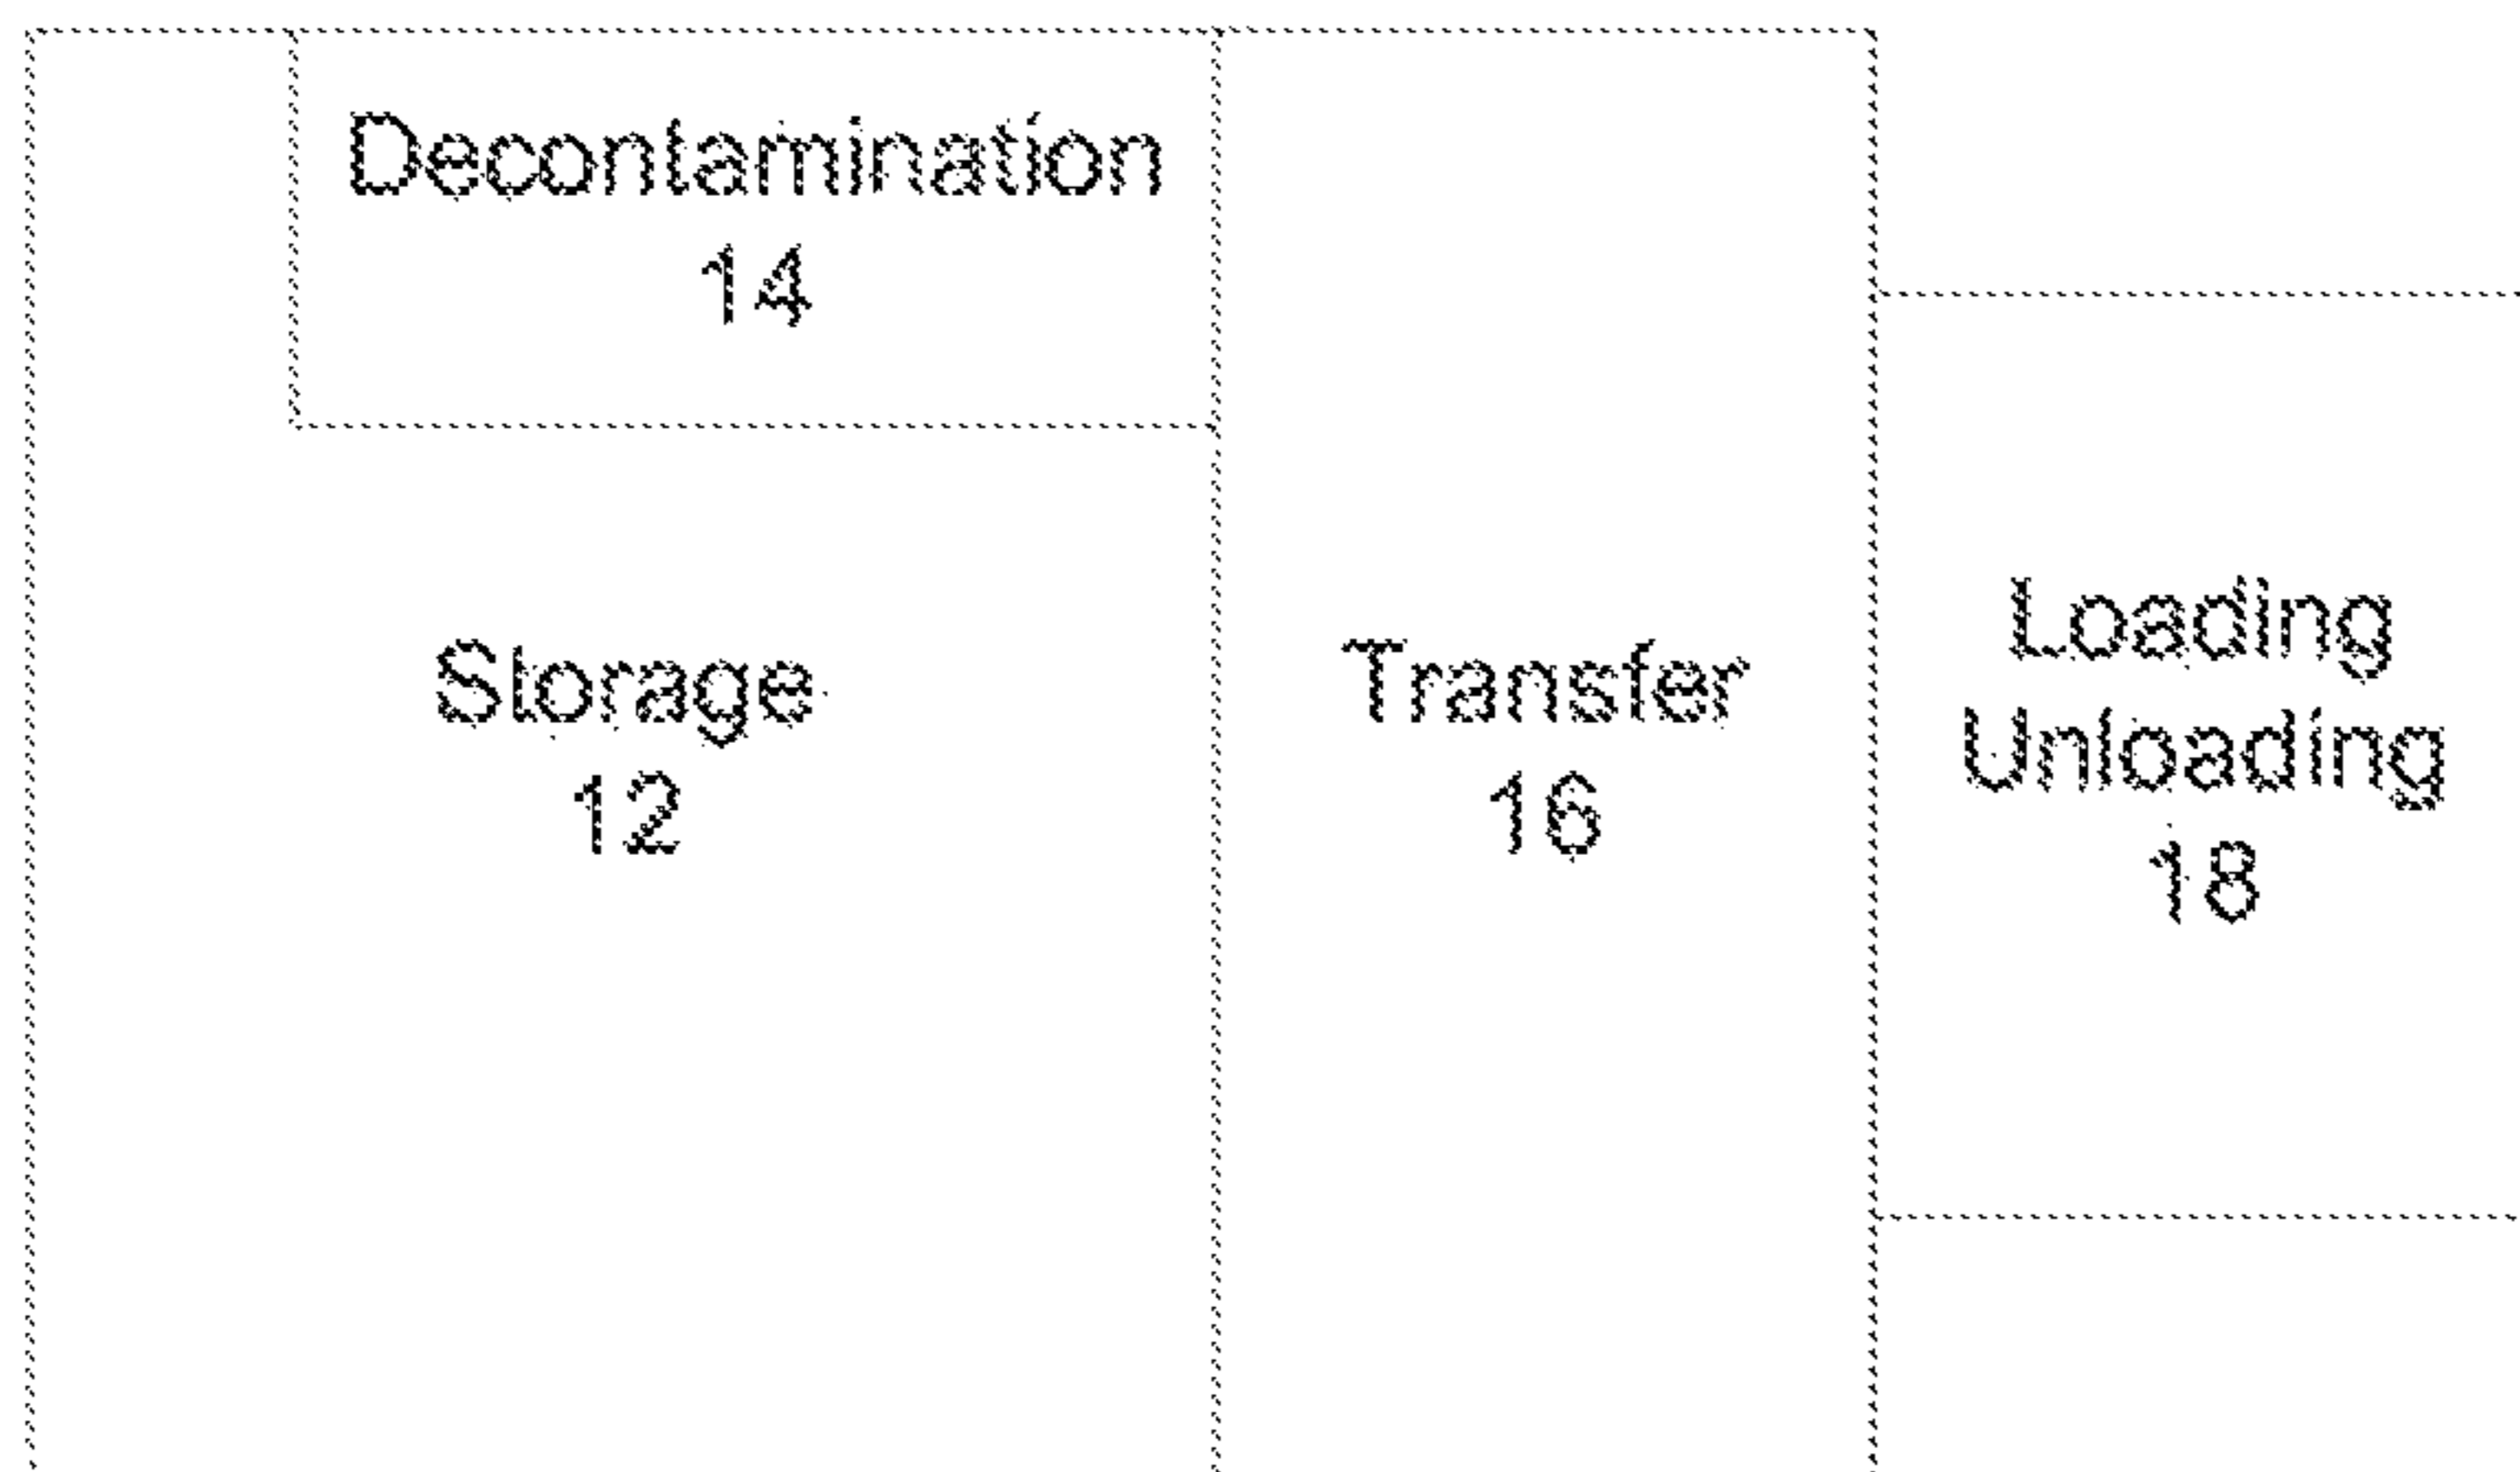 Decontamination
14
Storage
12
Transfer
16
Loading
Unloading
18